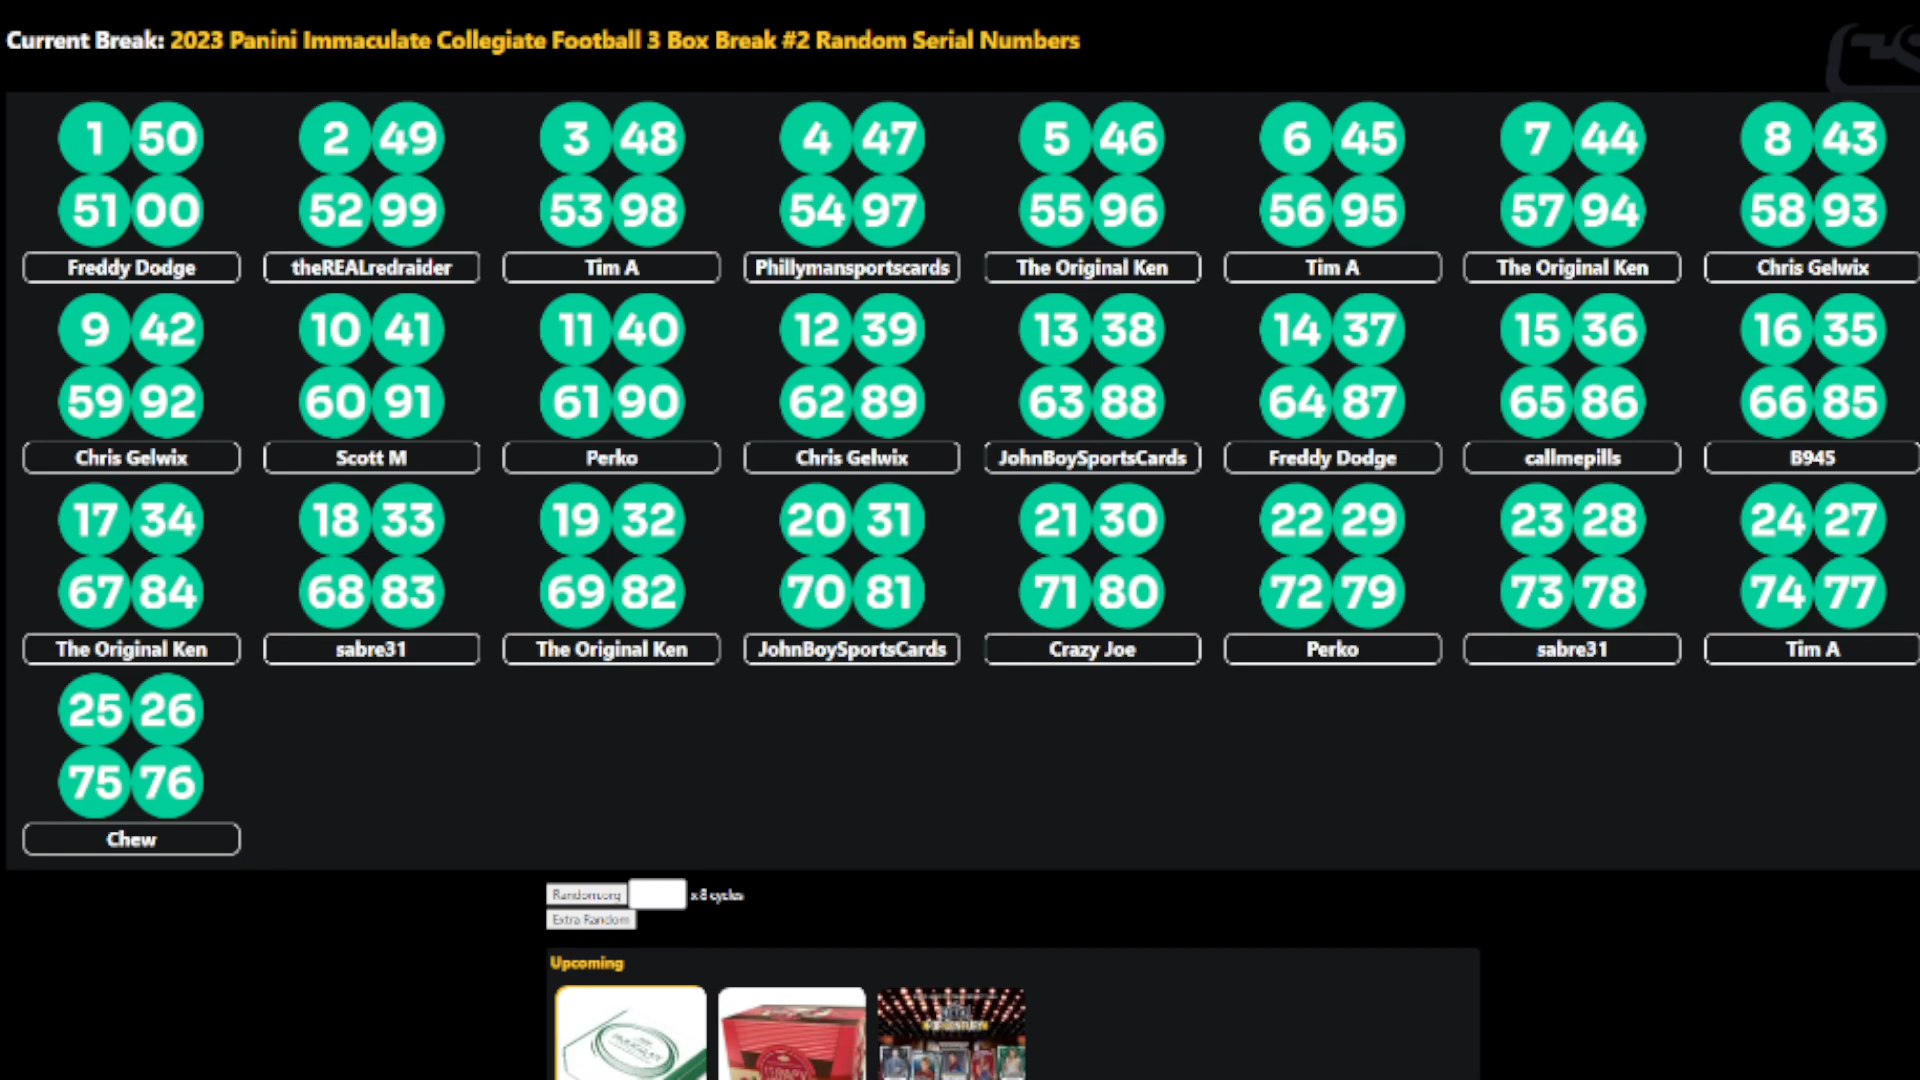 Current Break: 2023 Panini Immaculate Collegiate Football 3 Box Break #2 Random Serial Numbers
1 50 2 49 3 48 4 47 5 46 6 45 7 44 8 43
51 00 52 99 53 98 54 97 55 96 56 95 57 94 58 93
Freddy Dodge theREALredraider Tim A Phillymansportscards The Original Ken Tim A The Original Ken Chris Gelwix
9 42 10 41 11 40 12 39 13 38 14 37 15 36 16 35
59 92 60 91 61 90 62 89 63 88 64 87 65 86 66 85
Chris Gelwix Scott M Perko Chris Gelwix JohnBoySportsCards Freddy Dodge callmepills B945
17 34 18 33 19 32 20 31 21 30 22 29 23 28 24 27
67 84 68 83 69 82 70 81 71 80 72 79 73 78 74 77
The Original Ken sabre31 The Original Ken JohnBoySportsCards Crazy Joe Perko sabre31 Tim A
25 26
75 76
Chew
Random.org x 8 cycles
Extra Random
Upcoming